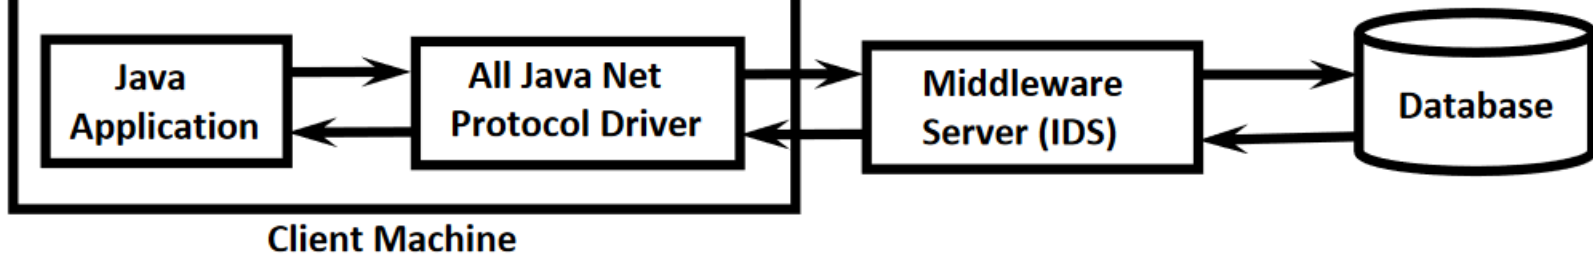 Java
Application
All Java Net
Protocol Driver
Middleware
Server (IDS)
Database
Client Machine